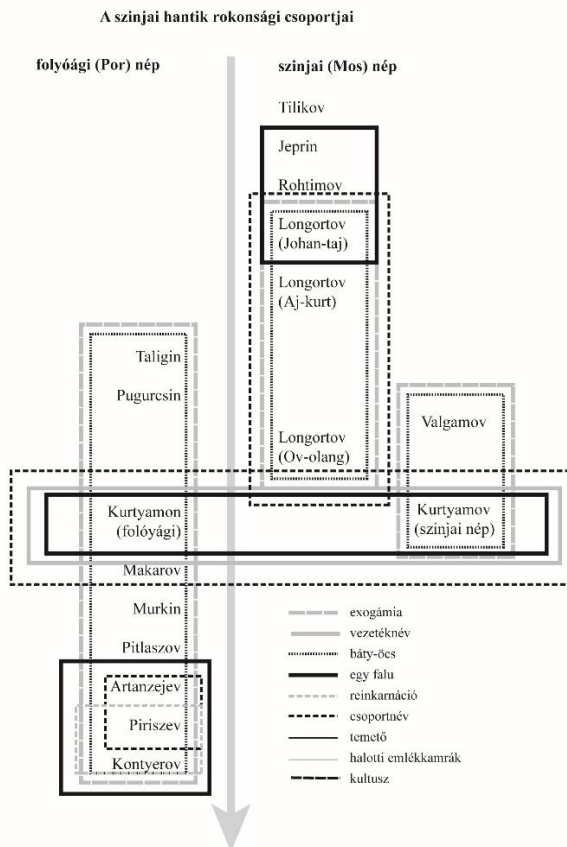 A szinjai hantik rokonsági csoportjai
folyóági (Por) nép
szinjai (Mos) nép
Tilikov
Jeprin
Rohtimov
Longortov
(Johan-taj)
Longortov
(Aj-kurt)
Taligin
Pugurcsin
Valgamov
Longortov
(Ov-olang)
Kurtyamon
(folóyági)
Kurtyamov
(szinjai nép)
Makarov
Murkin
Pitlaszov
Artanzejev
Piriszev
Kontyerov
exogámia
vezetéknév
báty-öcs
egy falu
reinkarnáció
csoportnév
temető
halotti emlékkamrák
kultusz